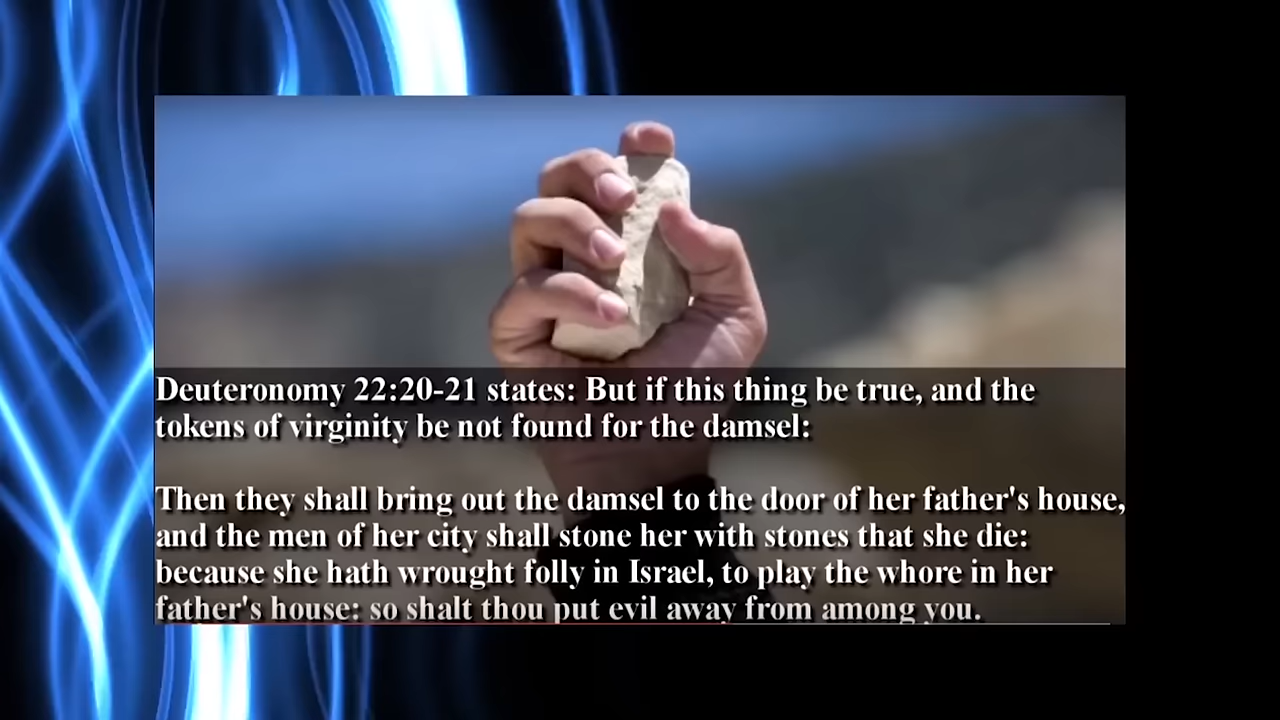 Deuteronomy 22:20-21 states: But if this thing be true, and the
tokens of virginity be not found for the damsel:
Then they shall bring out the damsel to the door of her father's house,
and the men of her city shall stone her with stones that she die:
because she hath wrought folly in Israel, to play the whore in her
father's house: so shalt thou put evil away from among you.